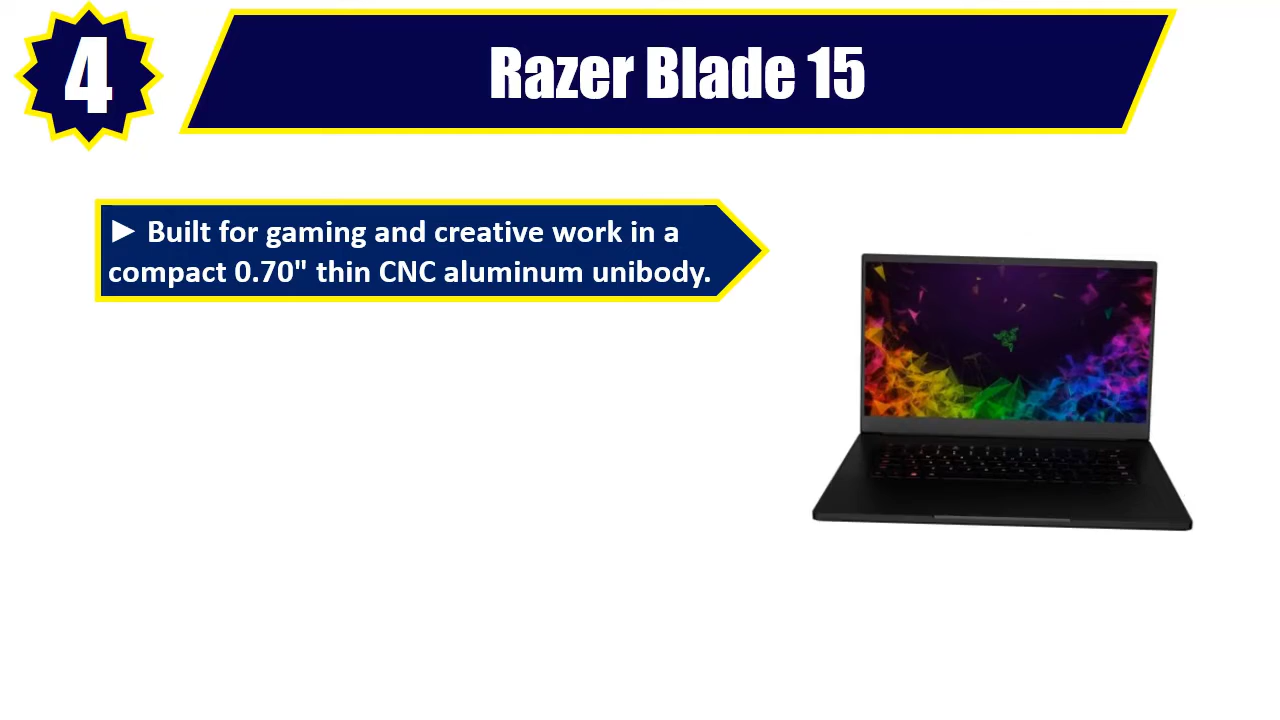 4
Razer Blade 15
► Built for gaming and creative work in a
compact 0.70" thin CNC aluminum unibody.